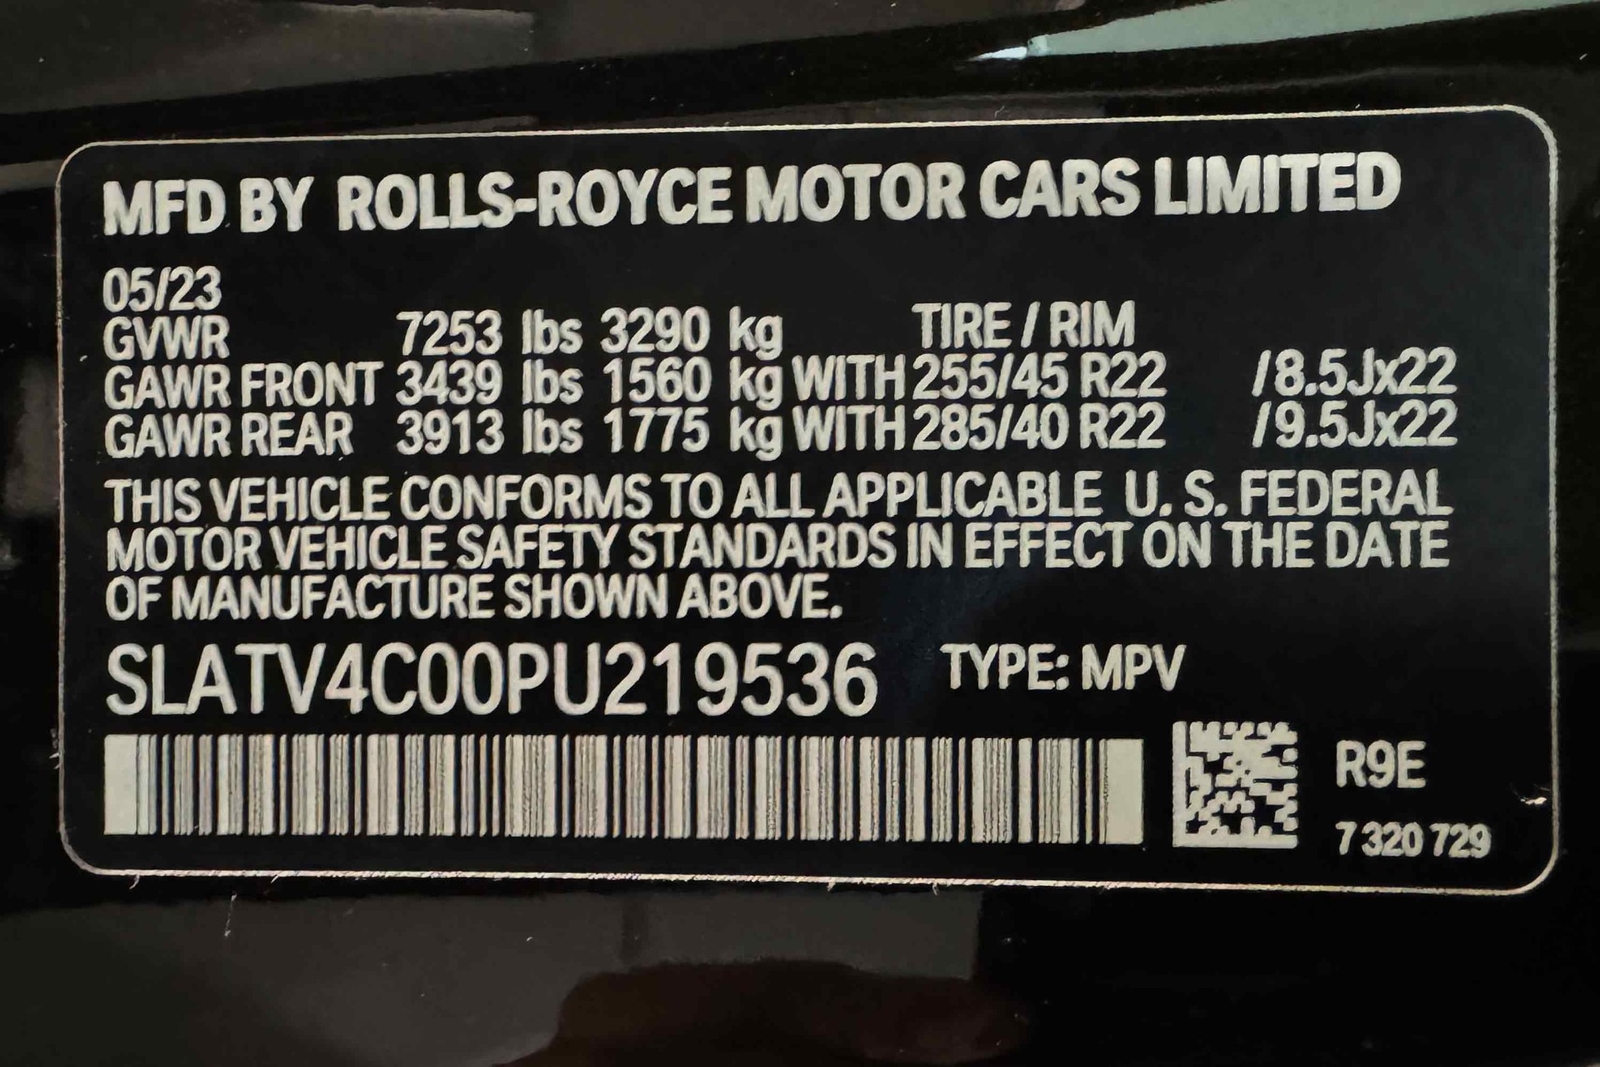 MFD BY ROLLS-ROYCE MOTOR CARS LIMITED
05/23
GVWR 7253 lbs 3290 kg TIRE / RIM
GAWR FRONT 3439 lbs 1560 kg WITH 255/45 R22 /8.5Jx22
GAWR REAR 3913 lbs 1775 kg WITH 285/40 R22 /9.5Jx22
THIS VEHICLE CONFORMS TO ALL APPLICABLE U. S. FEDERAL
MOTOR VEHICLE SAFETY STANDARDS IN EFFECT ON THE DATE
OF MANUFACTURE SHOWN ABOVE.
SLATV4C00PU219536 TYPE: MPV
R9E
7 320 729